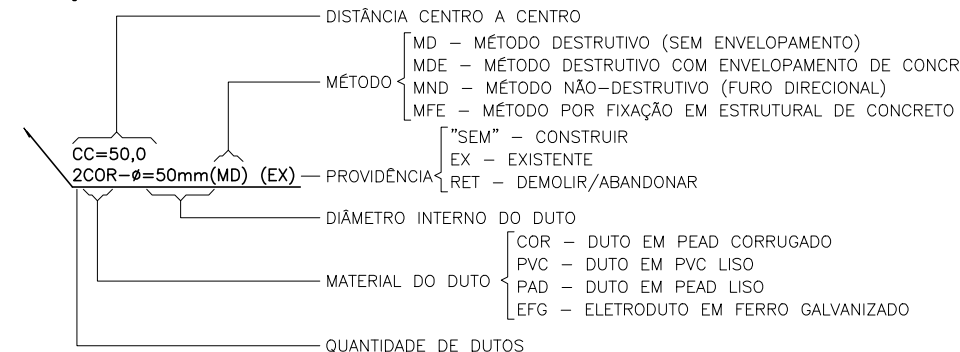 DISTÂNCIA CENTRO A CENTRO
MD – MÉTODO DESTRUTIVO (SEM ENVELOPAMENTO)
MDE – MÉTODO DESTRUTIVO COM ENVELOPAMENTO DE CONCR
MÉTODO
MND – MÉTODO NÃO-DESTRUTIVO (FURO DIRECIONAL)
MFE – MÉTODO POR FIXAÇÃO EM ESTRUTURAL DE CONCRETO
"SEM" – CONSTRUIR
CC=50,0
EX – EXISTENTE
2COR-ø=50mm(MD) (EX)
PROVIDÊNCIA
RET – DEMOLIR/ABANDONAR
DIÂMETRO INTERNO DO DUTO
COR – DUTO EM PEAD CORRUGADO
PVC – DUTO EM PVC LISO
MATERIAL DO DUTO
PAD – DUTO EM PEAD LISO
EFG – ELETRODUTO EM FERRO GALVANIZADO
QUANTIDADE DE DUTOS